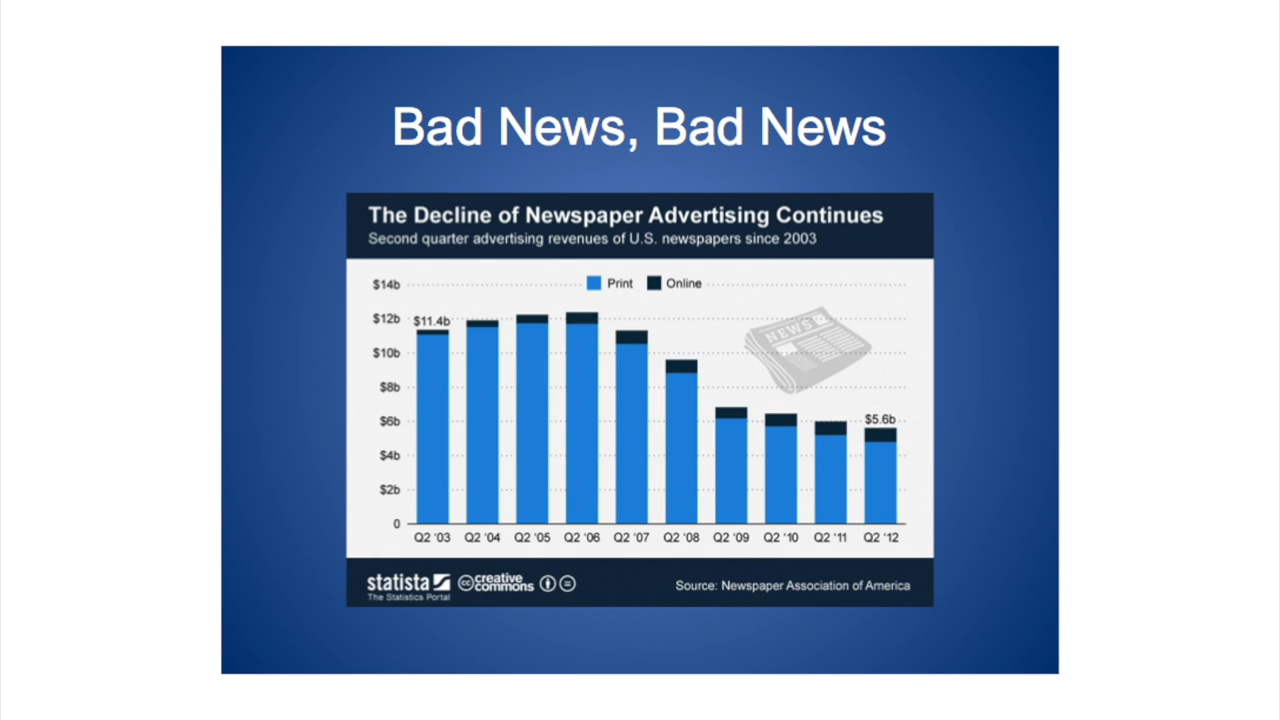 Bad News, Bad News
The Decline of Newspaper Advertising Continues
Second quarter advertising revenues of U.S. newspapers since 2003
Print Online
$14b
$12b
$10b
$8b
$6b
$4b
$2b
0
$11.4b
$5.6b
NEWS
Q2 ‘03 Q2 ‘04 Q2 ‘05 Q2 ‘06 Q2 ‘07 Q2 ‘08 Q2 ‘09 Q2 ‘10 Q2 ‘11 Q2 ‘12
statista
The Statistics Portal
cc creative
commons
Source: Newspaper Association of America